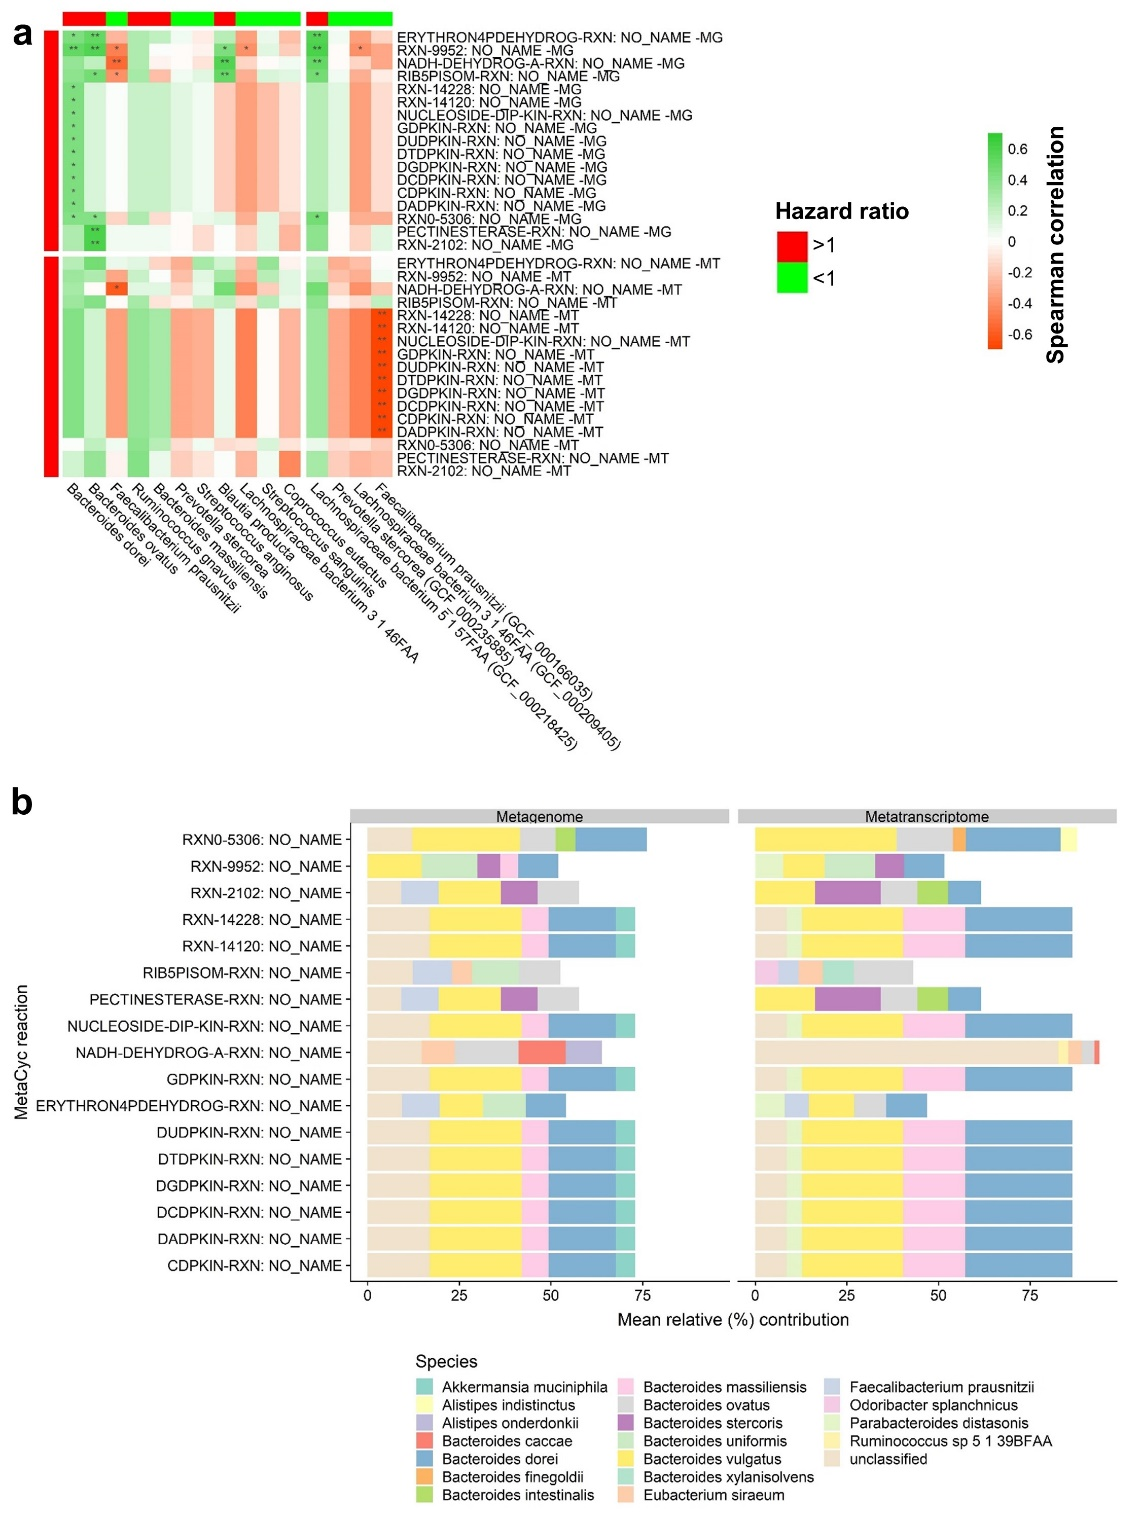 a
ERYTHRON4PDEHYDROG-RXN: NO_NAME -MG
RXN-9952: NO_NAME -MG
NADH-DEHYDROG-A-RXN: NO_NAME -MG
RIB5PISOM-RXN: NO_NAME -MG
RXN-14228: NO_NAME -MG
RXN-14120: NO_NAME -MG
NUCLEOSIDE-DIP-KIN-RXN: NO_NAME -MG
GDPKIN-RXN: NO_NAME -MG
DUDPKIN-RXN: NO_NAME -MG
DTDPKIN-RXN: NO_NAME -MG
DGDPKIN-RXN: NO_NAME -MG
DCDPKIN-RXN: NO_NAME -MG
CDPKIN-RXN: NO_NAME -MG
DADPKIN-RXN: NO_NAME -MG
RXN0-5306: NO_NAME -MG
PECTINESTERASE-RXN: NO_NAME -MG
RXN-2102: NO_NAME -MG
ERYTHRON4PDEHYDROG-RXN: NO_NAME -MT
RXN-9952: NO_NAME -MT
NADH-DEHYDROG-A-RXN: NO_NAME -MT
RIB5PISOM-RXN: NO_NAME -MT
RXN-14228: NO_NAME -MT
RXN-14120: NO_NAME -MT
NUCLEOSIDE-DIP-KIN-RXN: NO_NAME -MT
GDPKIN-RXN: NO_NAME -MT
DUDPKIN-RXN: NO_NAME -MT
DTDPKIN-RXN: NO_NAME -MT
DGDPKIN-RXN: NO_NAME -MT
DCDPKIN-RXN: NO_NAME -MT
CDPKIN-RXN: NO_NAME -MT
DADPKIN-RXN: NO_NAME -MT
RXN0-5306: NO_NAME -MT
PECTINESTERASE-RXN: NO_NAME -MT
RXN-2102: NO_NAME -MT
Hazard ratio
>1
<1
0.6
0.4
0.2
0
-0.2
-0.4
-0.6
Spearman correlation
Bacteroides dorei
Bacteroides ovatus
Faecalibacterium prausnitzii
Ruminococcus gnavus
Bacteroides massiliensis
Prevotella stercorea
Streptococcus anginosus
Blautia producta
Lachnospiraceae bacterium 3 1 46FAA
Streptococcus sanguinis
Coprococcus eutactus
Lachnospiraceae bacterium 5 1 57FAA (GCF_000218425)
Prevotella stercorea (GCF_000235885)
Lachnospiraceae bacterium 3 1 46FAA (GCF_000209405)
Faecalibacterium prausnitzii (GCF_000166035)
b
Metagenome
Metatranscriptome
MetaCyc reaction
RXN0-5306: NO_NAME
RXN-9952: NO_NAME
RXN-2102: NO_NAME
RXN-14228: NO_NAME
RXN-14120: NO_NAME
RIB5PISOM-RXN: NO_NAME
PECTINESTERASE-RXN: NO_NAME
NUCLEOSIDE-DIP-KIN-RXN: NO_NAME
NADH-DEHYDROG-A-RXN: NO_NAME
GDPKIN-RXN: NO_NAME
ERYTHRON4PDEHYDROG-RXN: NO_NAME
DUDPKIN-RXN: NO_NAME
DTDPKIN-RXN: NO_NAME
DGDPKIN-RXN: NO_NAME
DCDPKIN-RXN: NO_NAME
DADPKIN-RXN: NO_NAME
CDPKIN-RXN: NO_NAME
0 25 50 75
0 25 50 75
Mean relative (%) contribution
Species
Akkermansia muciniphila
Alistipes indistinctus
Alistipes onderdonkii
Bacteroides caccae
Bacteroides dorei
Bacteroides finegoldii
Bacteroides intestinalis
Bacteroides massiliensis
Bacteroides ovatus
Bacteroides stercoris
Bacteroides uniformis
Bacteroides vulgatus
Bacteroides xylanisolvens
Eubacterium siraeum
Faecalibacterium prausnitzii
Odoribacter splanchnicus
Parabacteroides distasonis
Ruminococcus sp 5 1 39BFAA
unclassified